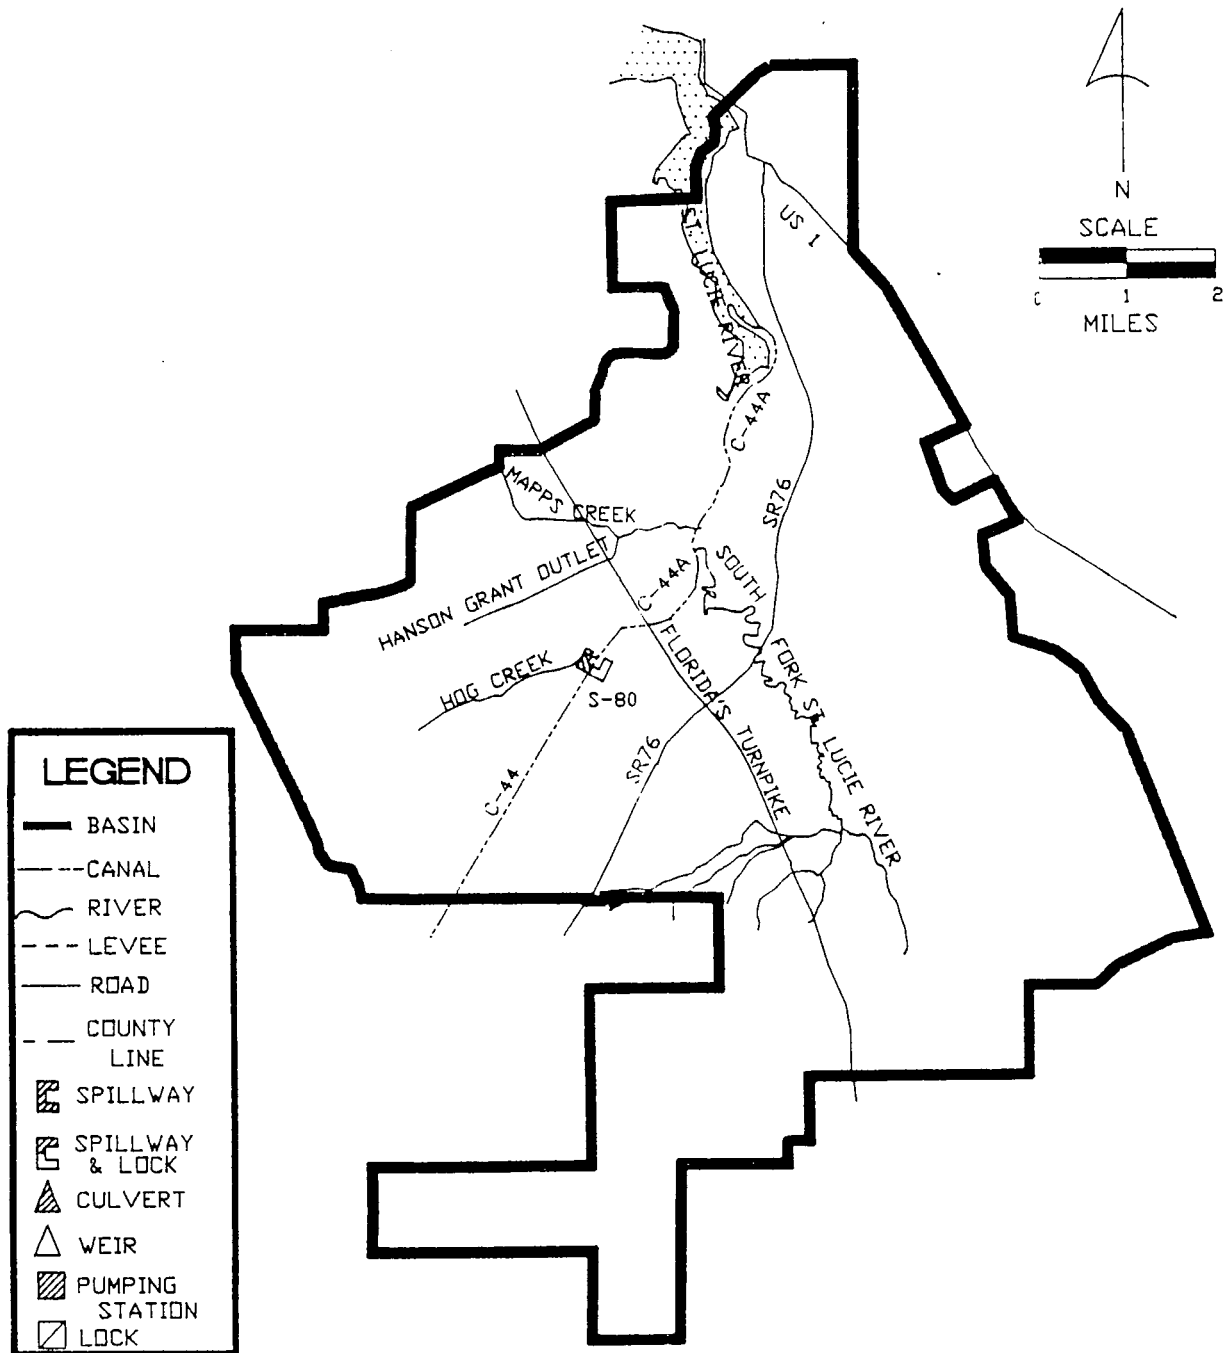 N
SCALE
0 1 2
MILES
US 1
ST. LUCIE RIVER
C-44A
SR76
MAPPS CREEK
HANSON GRANT OUTLET
C-44A
SOUTH FORK ST. LUCIE RIVER
HOG CREEK
S-80
FLORIDA'S TURNPIKE
C-44
SR76
LEGEND
BASIN
CANAL
RIVER
LEVEE
ROAD
COUNTY
LINE
SPILLWAY
SPILLWAY
& LOCK
CULVERT
WEIR
PUMPING
STATION
LOCK